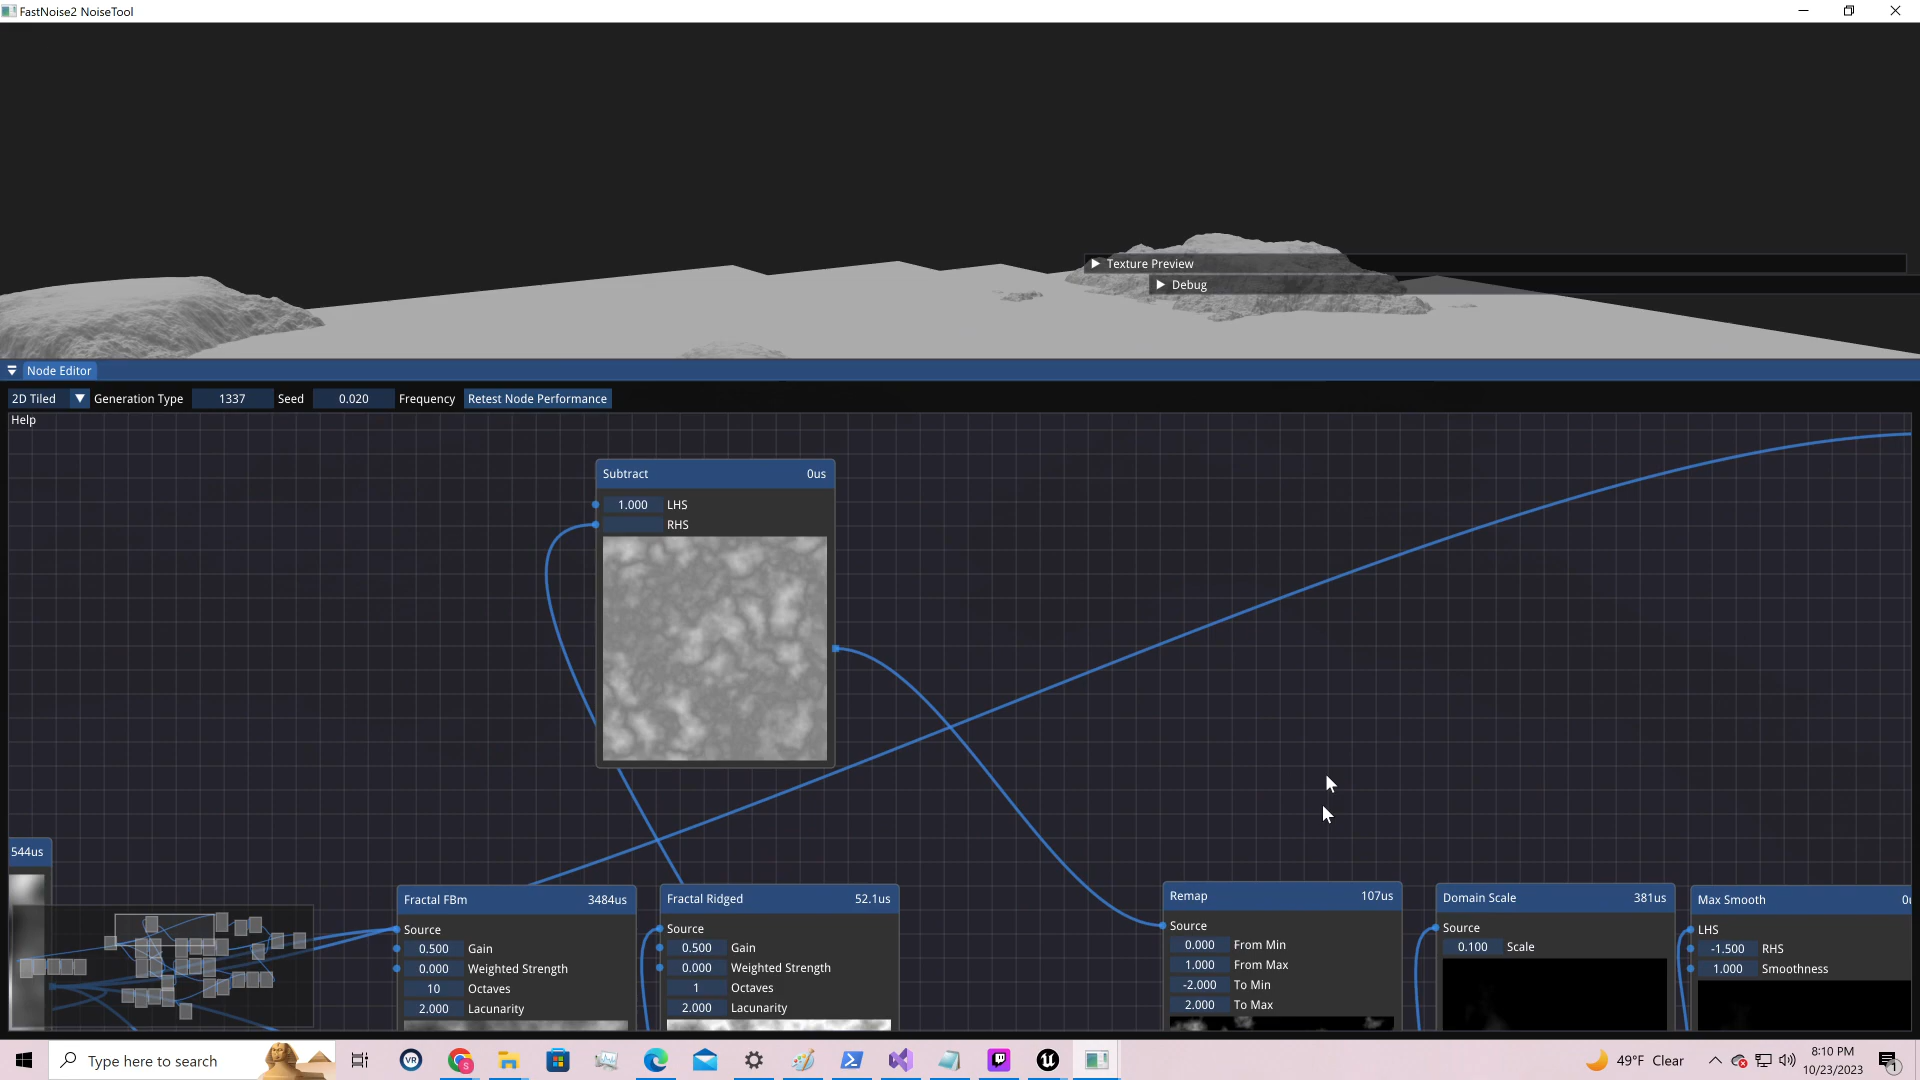 FastNoise2 NoiseTool
Texture Preview
Debug
Node Editor
2D Tiled Generation Type 1337 Seed 0.020 Frequency Retest Node Performance
Help
Subtract 0us
1.000 LHS
RHS
544us
Fractal FBm 3484us
Source
0.500 Gain
0.000 Weighted Strength
10 Octaves
2.000 Lacunarity
Fractal Ridged 52.1us
Source
0.500 Gain
0.000 Weighted Strength
1 Octaves
2.000 Lacunarity
Remap 107us
Source
0.000 From Min
1.000 From Max
-2.000 To Min
2.000 To Max
Domain Scale 381us
Source
0.100 Scale
Max Smooth
LHS
-1.500 RHS
1.000 Smoothness
Type here to search
VR
S
49°F Clear
8:10 PM
10/23/2023
1